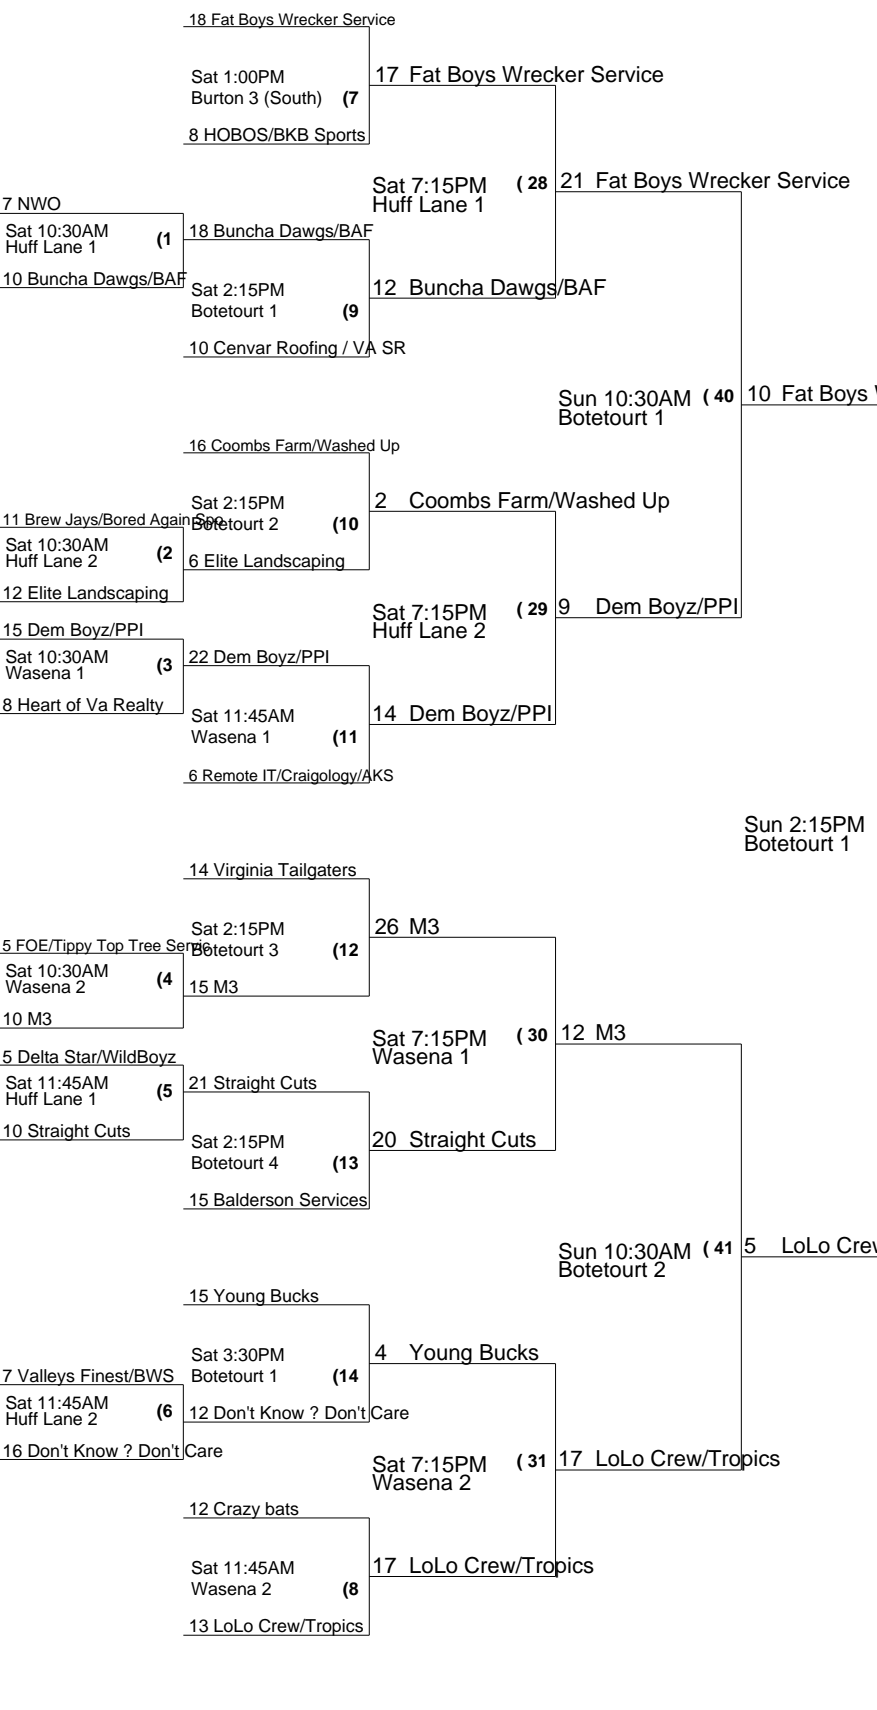 18 Fat Boys Wrecker Service
Sat 1:00PM
17 Fat Boys Wrecker Service
Burton 3 (South) (7
8 HOBOS/BKB Sports
Sat 7:15PM ( 28
21 Fat Boys Wrecker Service
Huff Lane 1
7 NWO
Sat 10:30AM (1
Huff Lane 1
18 Buncha Dawgs/BAF
10 Buncha Dawgs/BAF
Sat 2:15PM
12 Buncha Dawgs/BAF
Botetourt 1 (9
10 Cenvar Roofing / VA SR
Sun 10:30AM ( 40
10 Fat Boys
Botetourt 1
16 Coombs Farm/Washed Up
Sat 2:15PM
2 Coombs Farm/Washed Up
11 Brew Jays/Bored Again Spo
Botetourt 2 (10
Sat 10:30AM (2
Huff Lane 2
6 Elite Landscaping
12 Elite Landscaping
Sat 7:15PM ( 29
9 Dem Boyz/PPI
Huff Lane 2
15 Dem Boyz/PPI
Sat 10:30AM (3
Wasena 1
22 Dem Boyz/PPI
8 Heart of Va Realty
Sat 11:45AM
14 Dem Boyz/PPI
Wasena 1 (11
6 Remote IT/Craigology/AKS
Sun 2:15PM
Botetourt 1
14 Virginia Tailgaters
Sat 2:15PM
26 M3
5 FOE/Tippy Top Tree Servic
Botetourt 3 (12
Sat 10:30AM (4
Wasena 2
15 M3
10 M3
Sat 7:15PM ( 30
12 M3
Wasena 1
5 Delta Star/WildBoyz
Sat 11:45AM (5
Huff Lane 1
21 Straight Cuts
10 Straight Cuts
Sat 2:15PM
20 Straight Cuts
Botetourt 4 (13
15 Balderson Services
Sun 10:30AM ( 41
5 LoLo Crew
Botetourt 2
15 Young Bucks
Sat 3:30PM
4 Young Bucks
7 Valleys Finest/BWS
Botetourt 1 (14
Sat 11:45AM (6
Huff Lane 2
12 Don't Know ? Don't Care
16 Don't Know ? Don't Care
Sat 7:15PM ( 31
17 LoLo Crew/Tropics
Wasena 2
12 Crazy bats
Sat 11:45AM
17 LoLo Crew/Tropics
Wasena 2 (8
13 LoLo Crew/Tropics